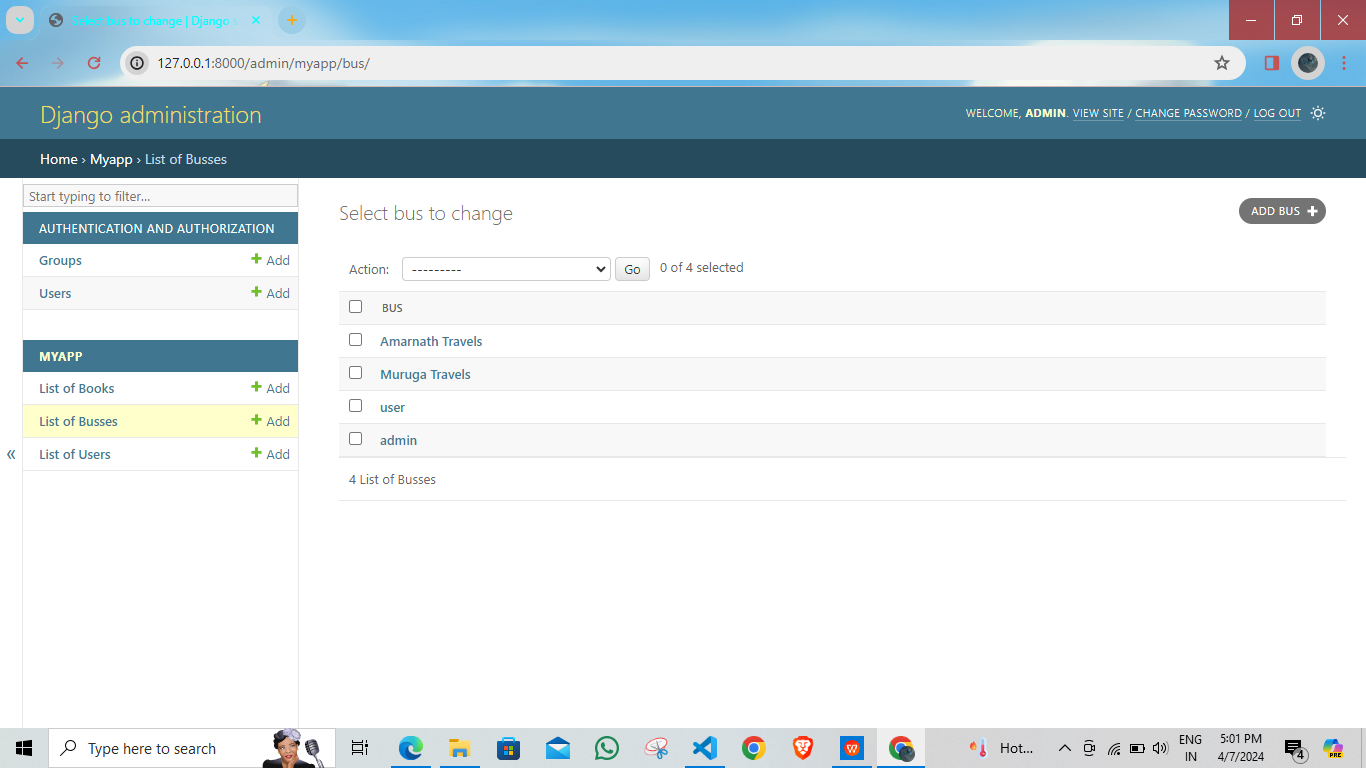 Select bus to change | Django s
127.0.0.1:8000/admin/myapp/bus/
Django administration
WELCOME, ADMIN. VIEW SITE / CHANGE PASSWORD / LOG OUT
Home › Myapp › List of Busses
Start typing to filter...
AUTHENTICATION AND AUTHORIZATION
Groups + Add
Users + Add
MYAPP
List of Books + Add
List of Busses + Add
List of Users + Add
«
Select bus to change
ADD BUS +
Action: --------- Go 0 of 4 selected
BUS
Amarnath Travels
Muruga Travels
user
admin
4 List of Busses
Type here to search
Hot...
ENG
IN
5:01 PM
4/7/2024
4
PRE